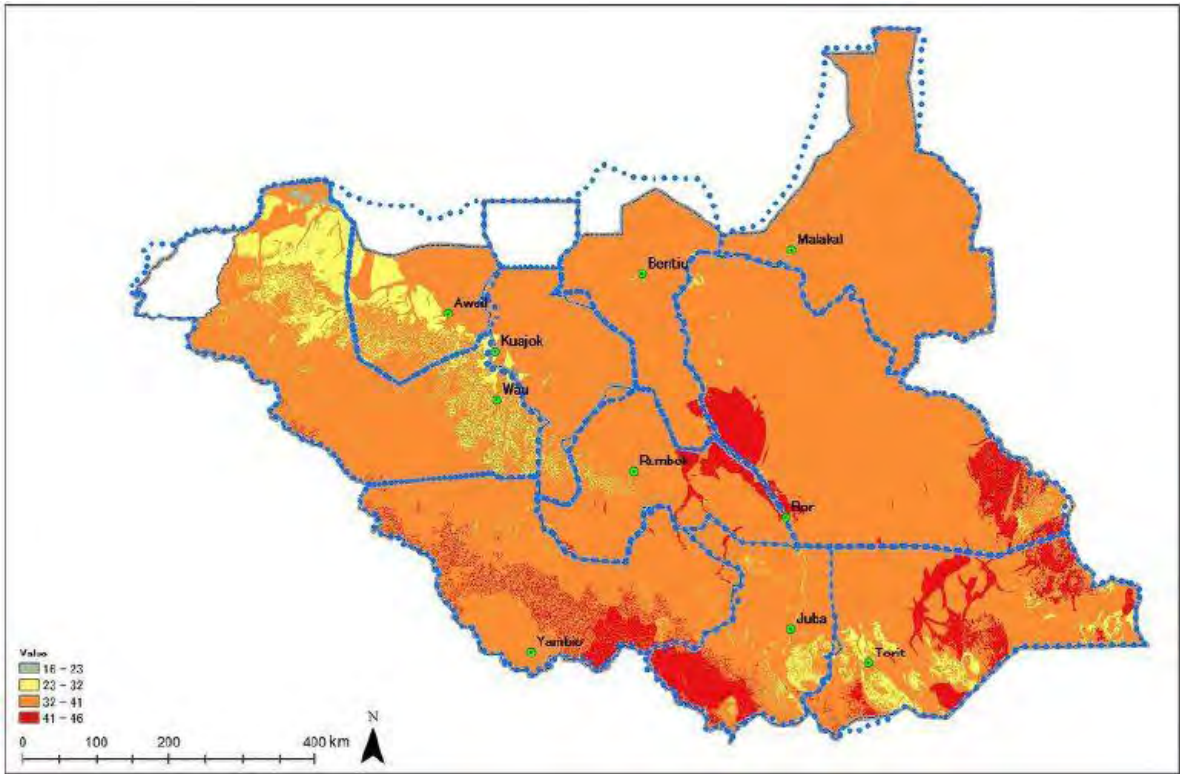 Malakal
Bentiu
Aweil
Kuajok
Wau
Rumbek
Bor
Juba
Yambio
Torit
Value
16 - 23
23 - 32
32 - 41
41 - 46
N
0 100 200 400 km